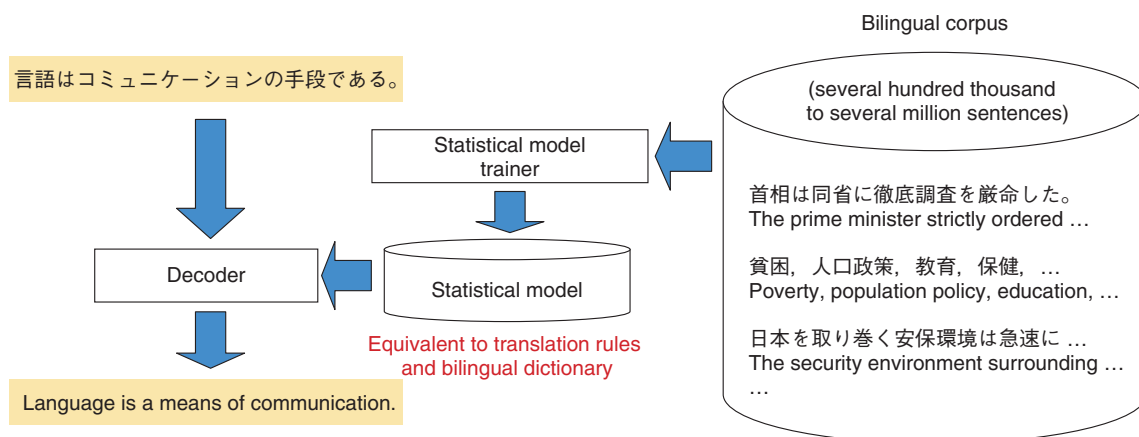 Bilingual corpus
(several hundred thousand
to several million sentences)
言語はコミュニケーションの手段である。
Statistical model
trainer
首相は同省に徹底調査を厳命した。
The prime minister strictly ordered …
貧困，人口政策，教育，保健，…
Poverty, population policy, education, …
日本を取り巻く安保環境は急速に …
The security environment surrounding …
…
Decoder
Statistical model
Equivalent to translation rules
and bilingual dictionary
Language is a means of communication.